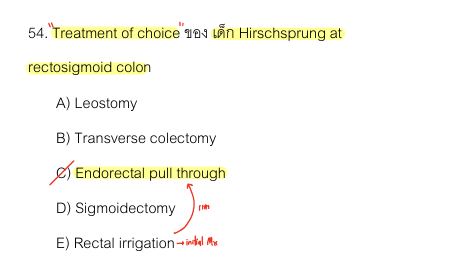 54. "Treatment of choice" ของ เด็ก Hirschsprung at
rectosigmoid colon
A) Leostomy
B) Transverse colectomy
C) Endorectal pull through
D) Sigmoidectomy
E) Rectal irrigation → initial Mx